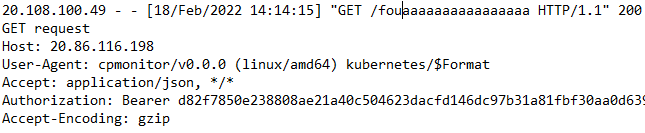 20.108.100.49 - - [18/Feb/2022 14:14:15] "GET /fouaaaaaaaaaaaaaaaa HTTP/1.1" 200
GET request
Host: 20.86.116.198
User-Agent: cpmonitor/v0.0.0 (linux/amd64) kubernetes/$Format
Accept: application/json, */*
Authorization: Bearer d82f7850e238808ae21a40c504623dacfd146dc97b31a81fbf30aa0d639
Accept-Encoding: gzip